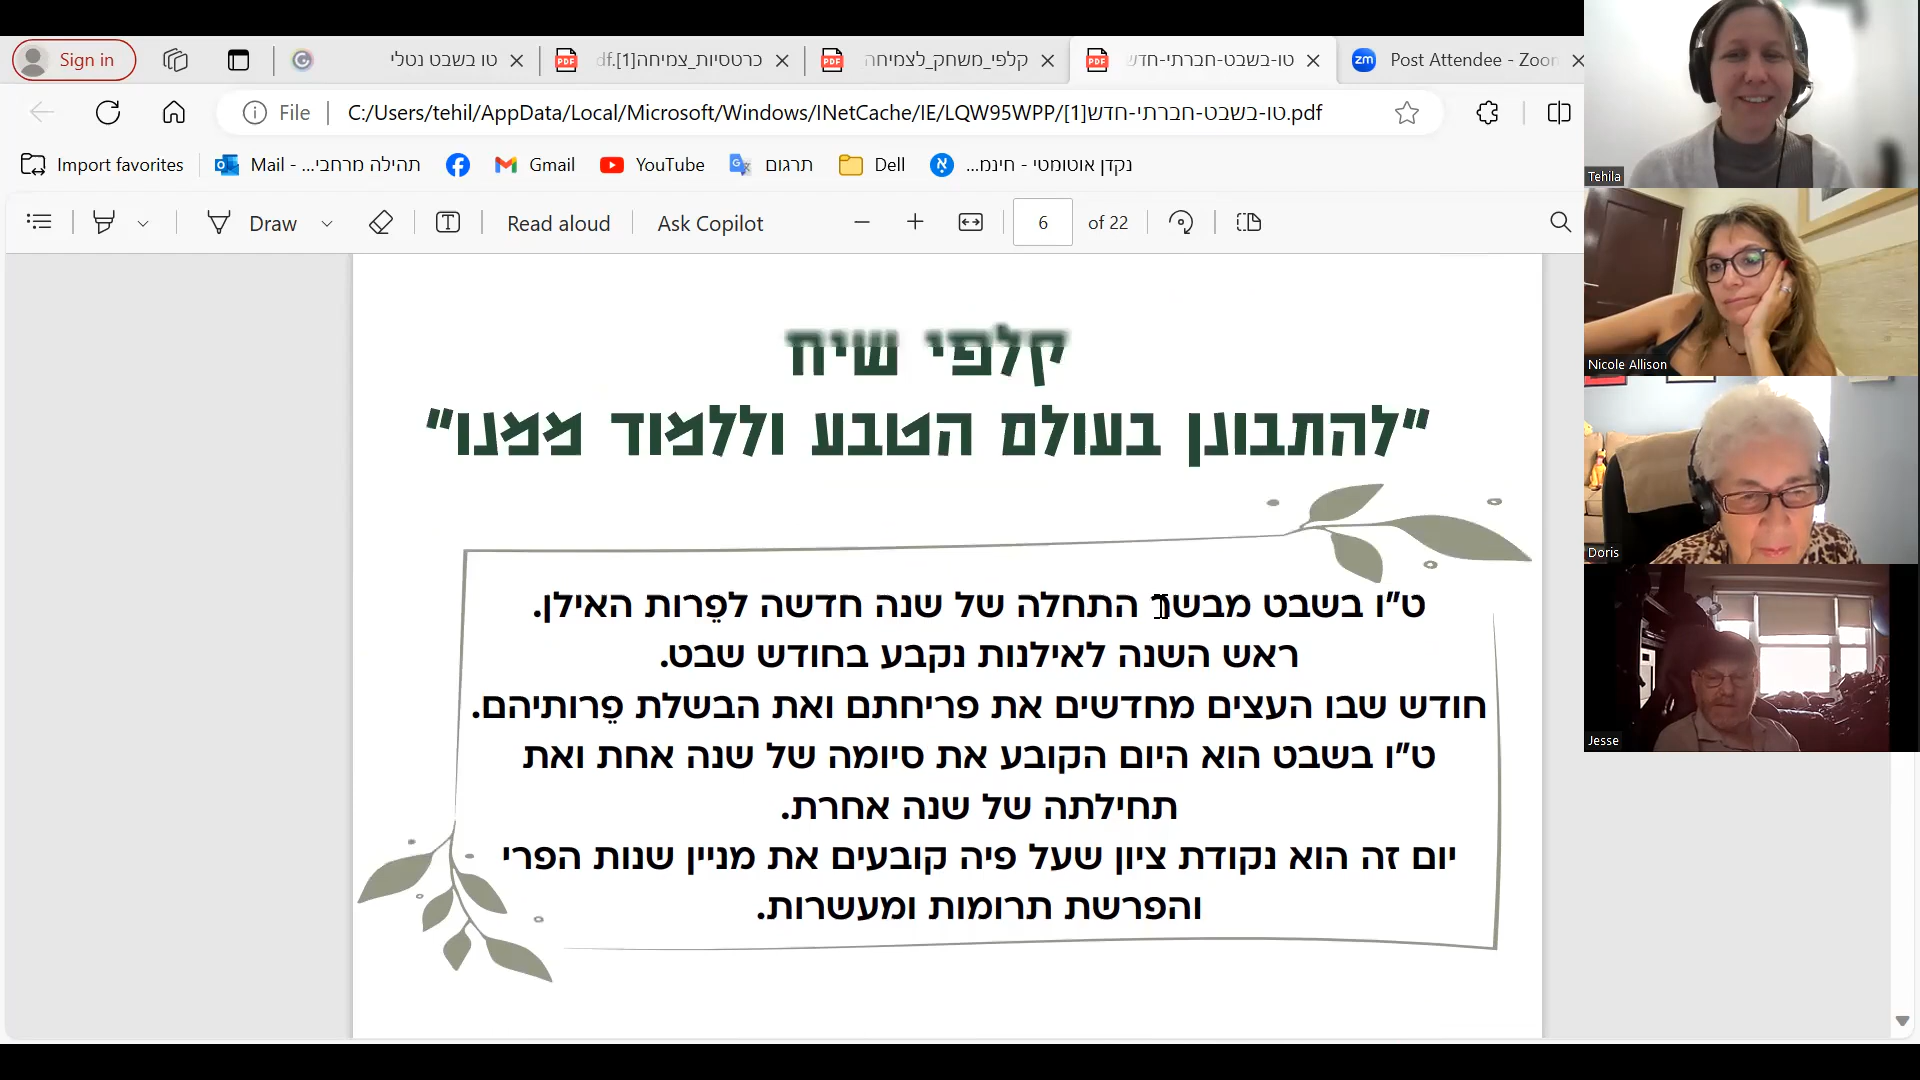 Sign in
טו בשבט נטלי
כרטסיות_צמיחה[1].pdf
קלפי_משחק_לצמיחה
טו-בשבט-חברתי-חדש
Post Attendee - Zoom
File
C:/Users/tehil/AppData/Local/Microsoft/Windows/INetCache/IE/LQW95WPP/טו-בשבט-חברתי-חדש[1].pdf
Import favorites
Mail - תהילה מרחבי...
Gmail
YouTube
תרגום
Dell
נקדן אוטומטי - חינמ...
Draw
Read aloud
Ask Copilot
6 of 22
קלפי שיח
"להתבונן בעולם הטבע וללמוד ממנו"
ט"ו בשבט מבשר התחלה של שנה חדשה לפֵרות האילן.
ראש השנה לאילנות נקבע בחודש שבט.
חודש שבו העצים מחדשים את פריחתם ואת הבשלת פֵרותיהם.
ט"ו בשבט הוא היום הקובע את סיומה של שנה אחת ואת
תחילתה של שנה אחרת.
יום זה הוא נקודת ציון שעל פיה קובעים את מניין שנות הפרי
והפרשת תרומות ומעשרות.
Tehila
Nicole Allison
Doris
Jesse